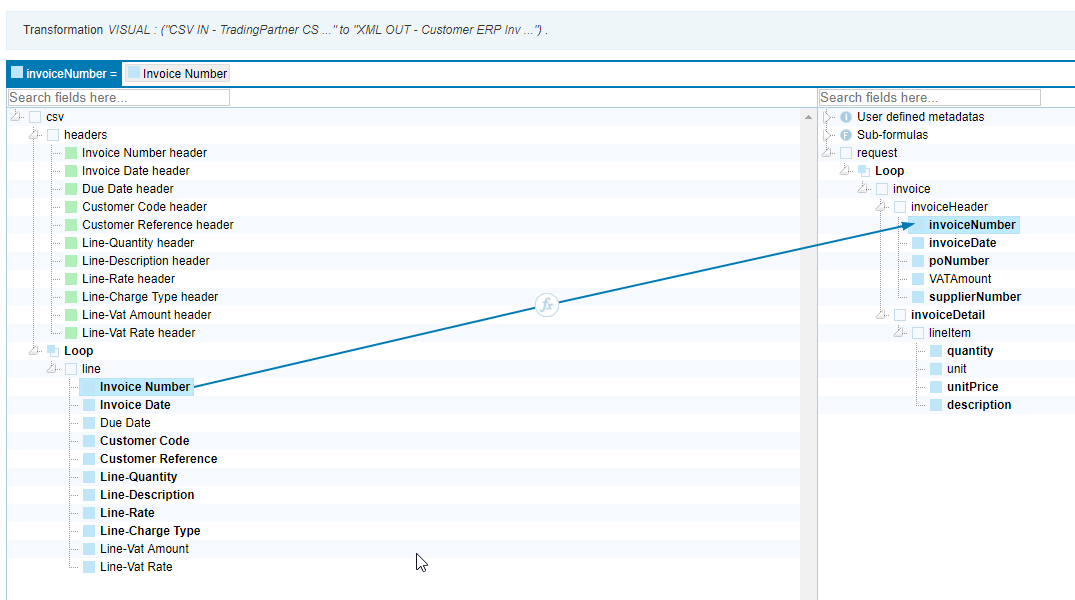 Transformation VISUAL : ("CSV IN - TradingPartner CS ..." to "XML OUT - Customer ERP Inv ...") .
invoiceNumber = Invoice Number
Search fields here...
csv
headers
Invoice Number header
Invoice Date header
Due Date header
Customer Code header
Customer Reference header
Line-Quantity header
Line-Description header
Line-Rate header
Line-Charge Type header
Line-Vat Amount header
Line-Vat Rate header
Loop
line
Invoice Number
Invoice Date
Due Date
Customer Code
Customer Reference
Line-Quantity
Line-Description
Line-Rate
Line-Charge Type
Line-Vat Amount
Line-Vat Rate
fx
Search fields here...
I User defined metadatas
F Sub-formulas
request
Loop
invoice
invoiceHeader
invoiceNumber
invoiceDate
poNumber
VATAmount
supplierNumber
invoiceDetail
lineItem
quantity
unit
unitPrice
description